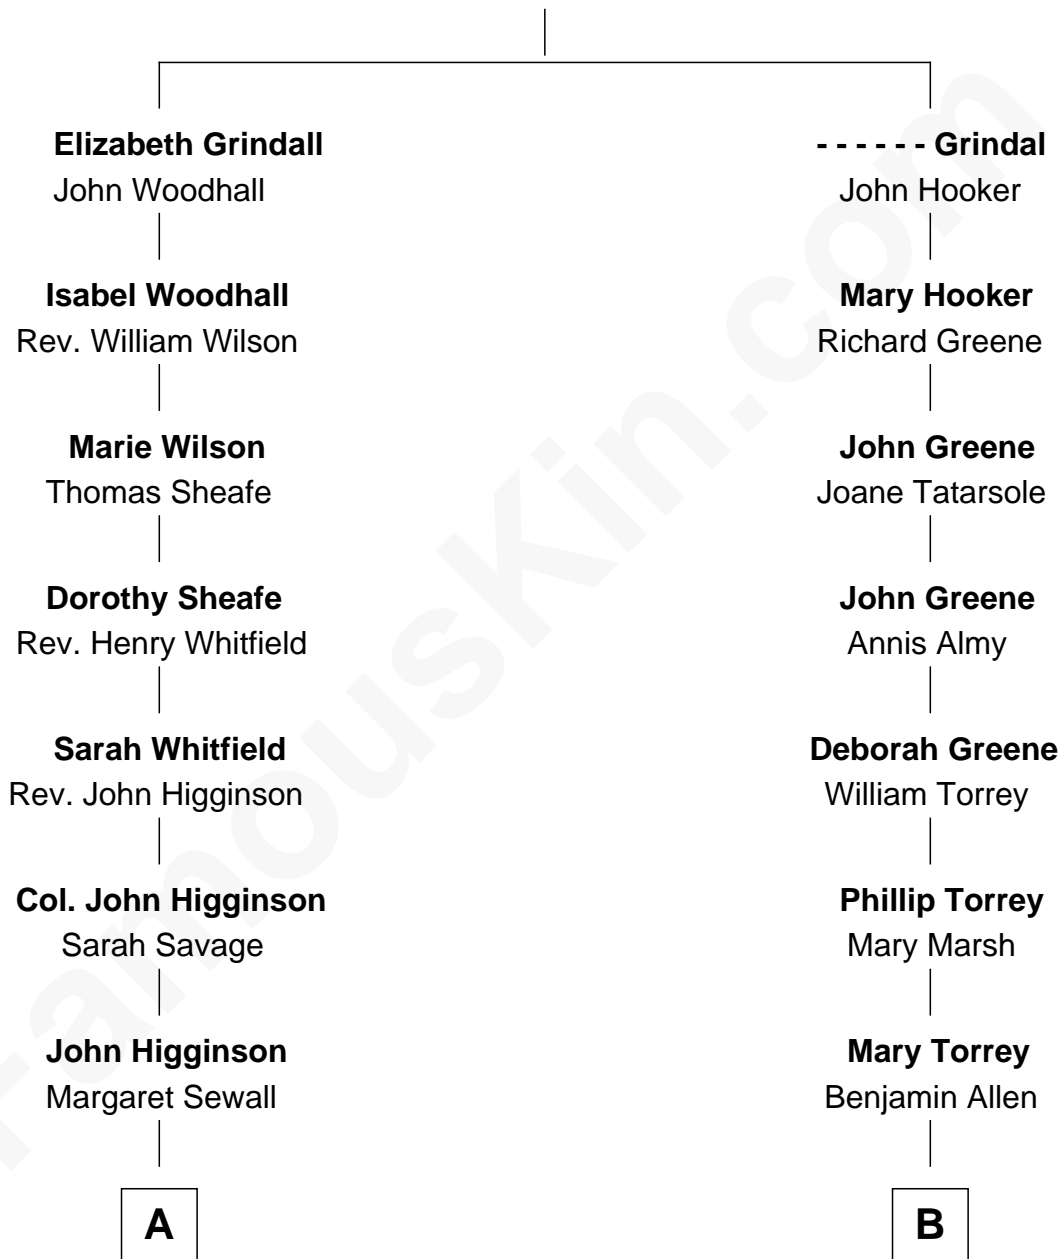 Elizabeth Grindall
John Woodhall
Isabel Woodhall
Rev. William Wilson
Marie Wilson
Thomas Sheafe
Dorothy Sheafe
Rev. Henry Whitfield
Sarah Whitfield
Rev. John Higginson
Col. John Higginson
Sarah Savage
John Higginson
Margaret Sewall
A
- - - - - - Grindal
John Hooker
Mary Hooker
Richard Greene
John Greene
Joane Tatarsole
John Greene
Annis Almy
Deborah Greene
William Torrey
Phillip Torrey
Mary Marsh
Mary Torrey
Benjamin Allen
B
FamousKin.com